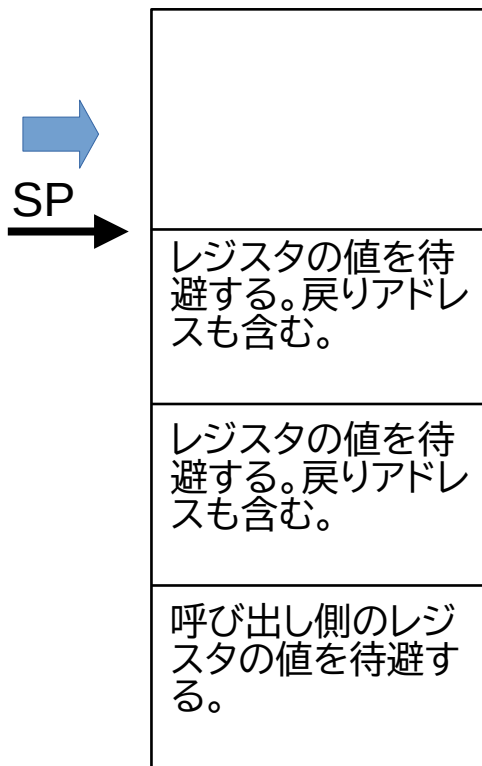 SP
レジスタの値を待
避する。戻りアドレ
スも含む。
レジスタの値を待
避する。戻りアドレ
スも含む。
呼び出し側のレジ
スタの値を待避す
る。